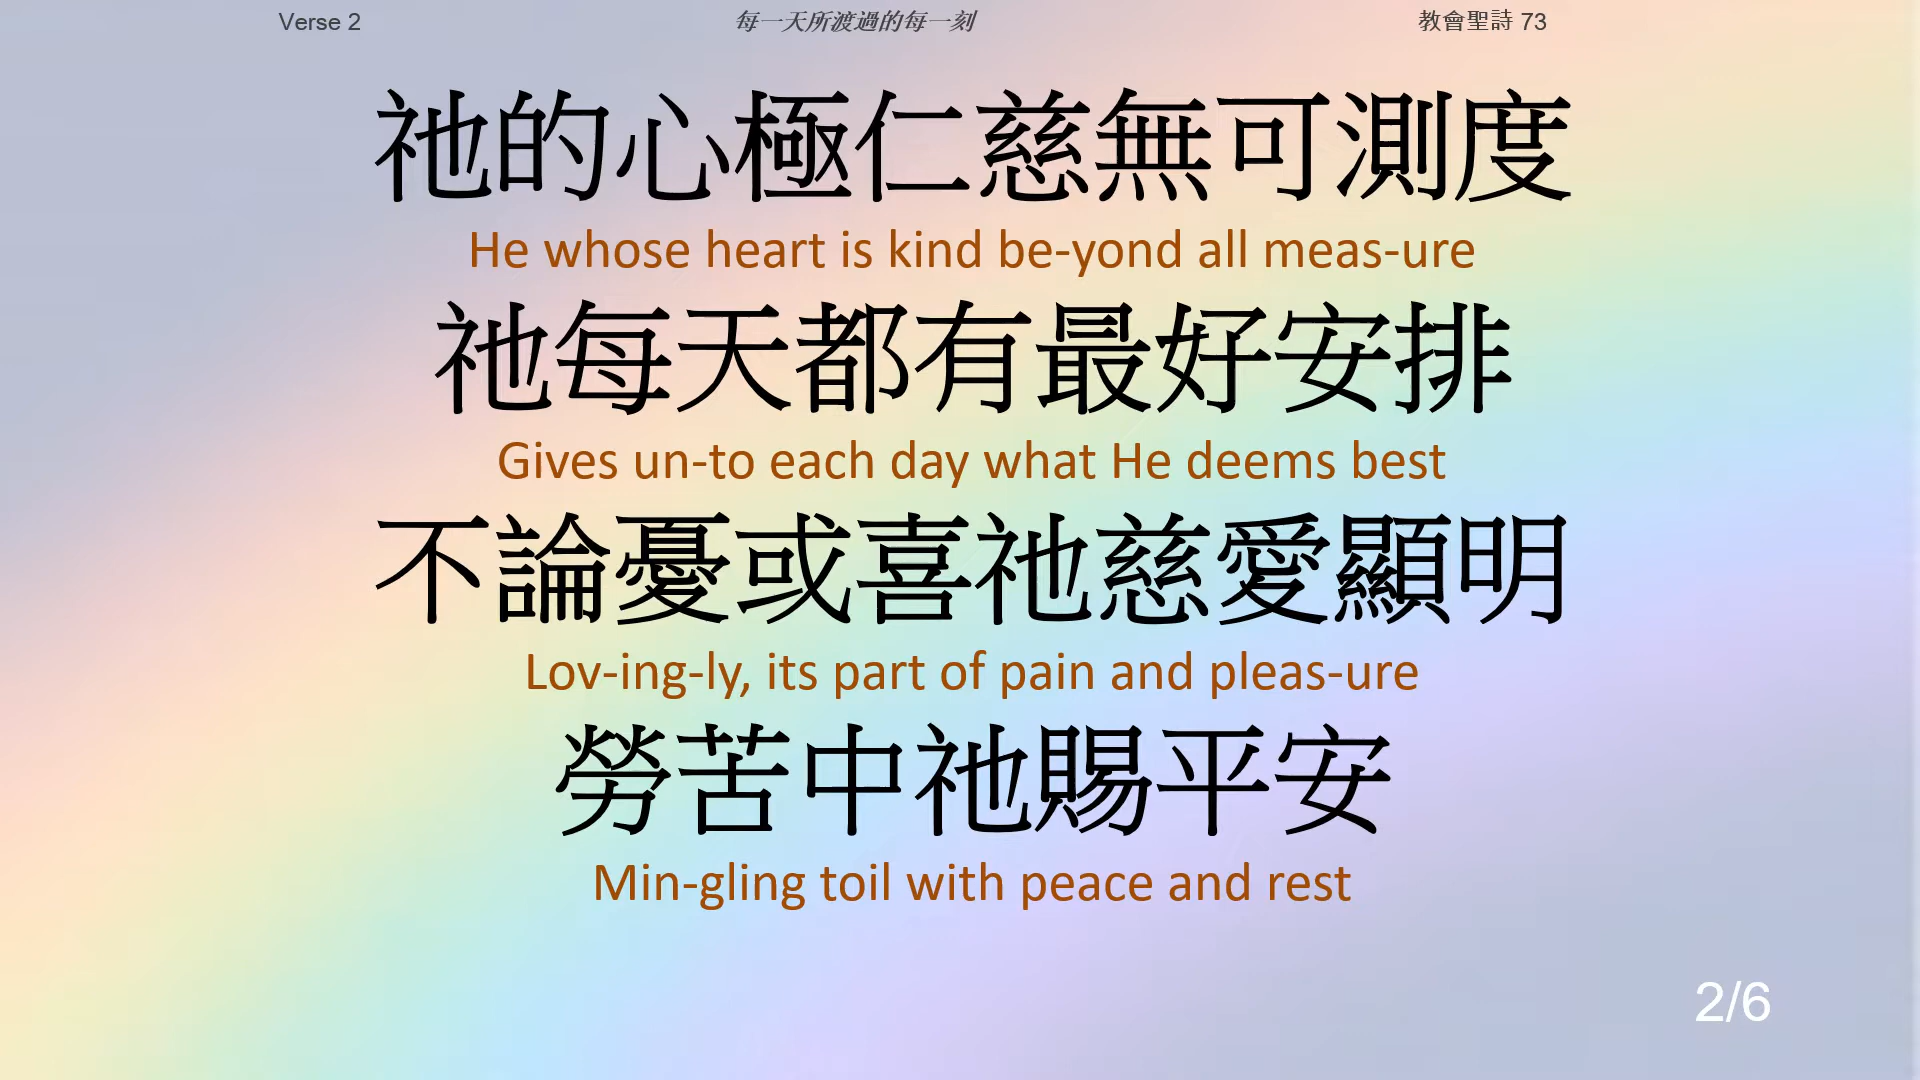 Verse 2 每一天所渡過的每一刻 教會聖詩 73
祂的心極仁慈無可測度
He whose heart is kind be-yond all meas-ure
祂每天都有最好安排
Gives un-to each day what He deems best
不論憂或喜祂慈愛顯明
Lov-ing-ly, its part of pain and pleas-ure
勞苦中祂賜平安
Min-gling toil with peace and rest
2/6